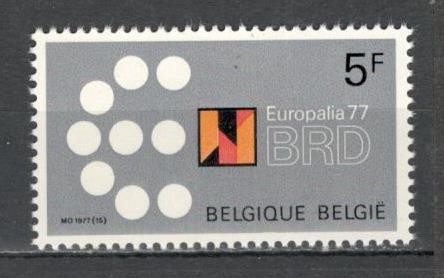 5F
Europalia 77
BRD
MO 1977 (15)
BELGIQUE BELGIË